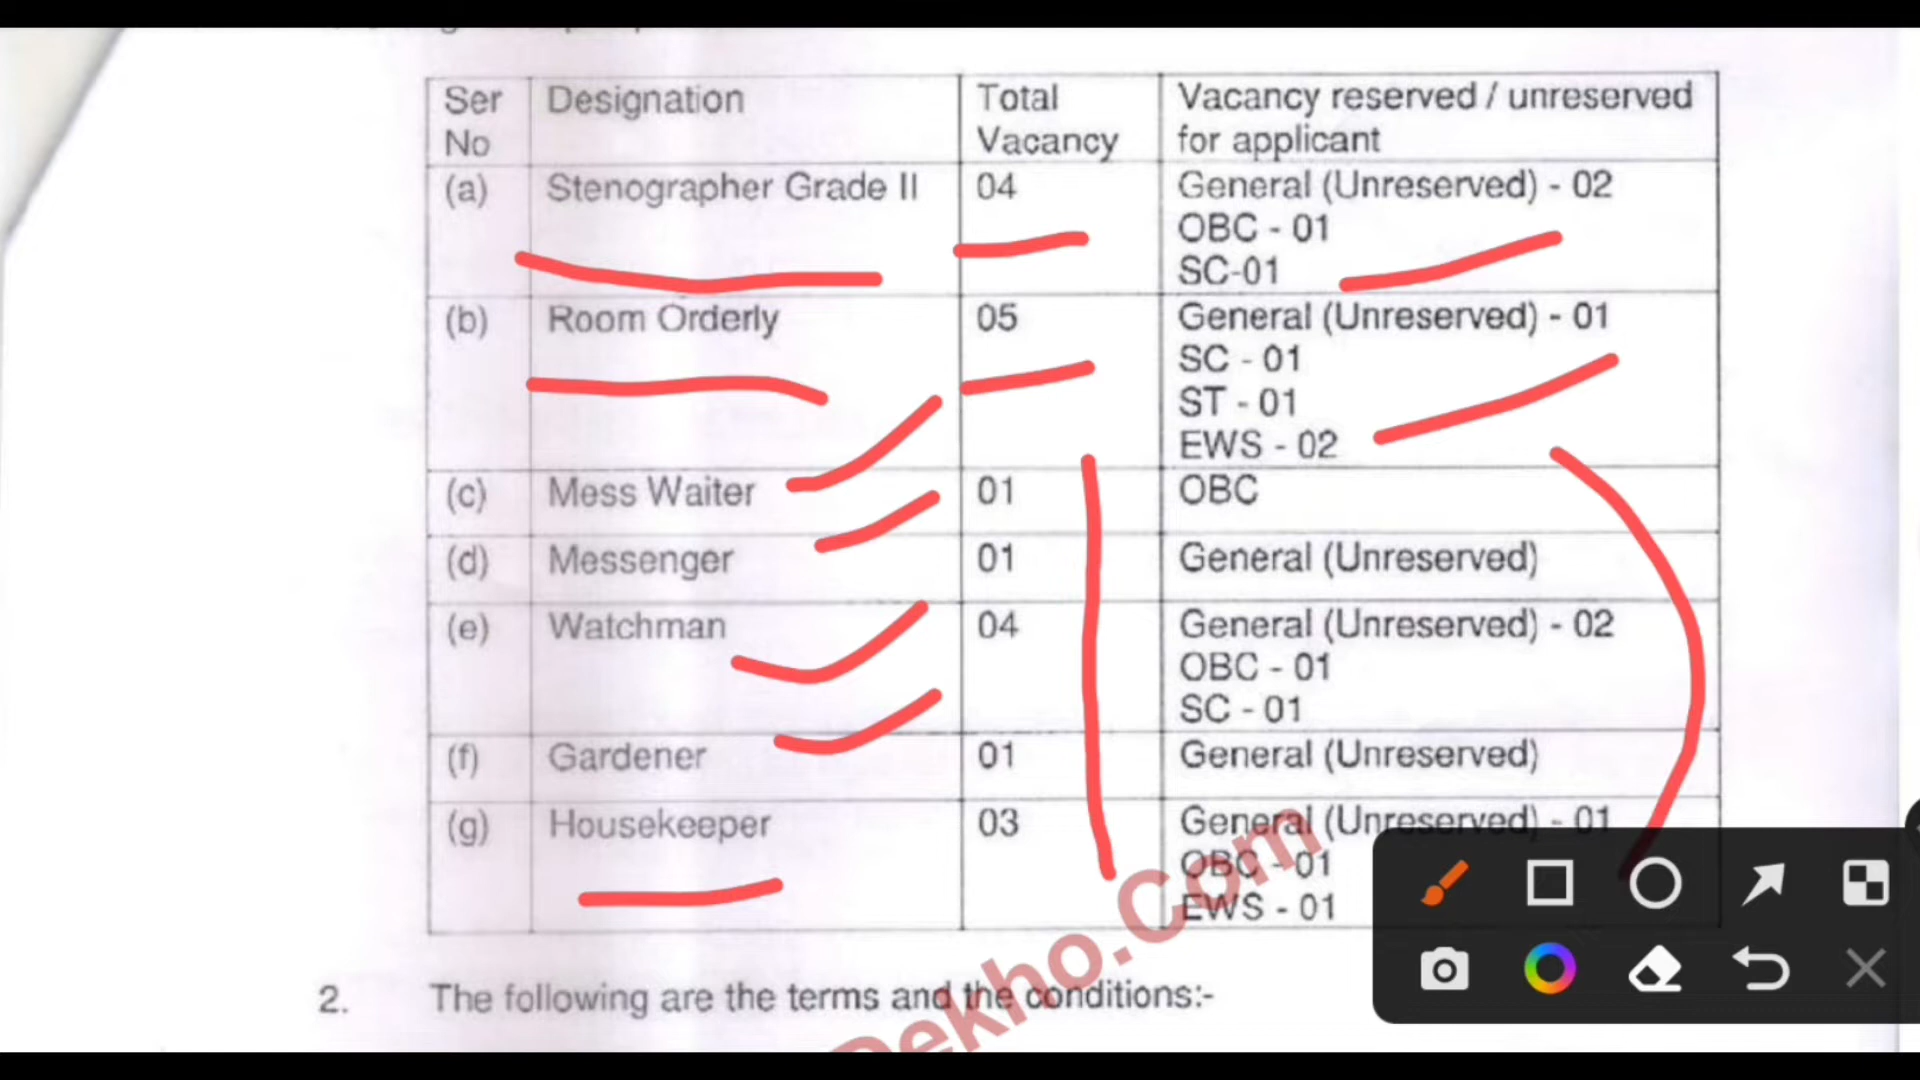 Ser No | Designation | Total Vacancy | Vacancy reserved / unreserved for applicant
(a) | Stenographer Grade II | 04 | General (Unreserved) - 02
OBC - 01
SC-01
(b) | Room Orderly | 05 | General (Unreserved) - 01
SC - 01
ST - 01
EWS - 02
(c) | Mess Waiter | 01 | OBC
(d) | Messenger | 01 | General (Unreserved)
(e) | Watchman | 04 | General (Unreserved) - 02
OBC - 01
SC - 01
(f) | Gardener | 01 | General (Unreserved)
(g) | Housekeeper | 03 | General (Unreserved) - 01
OBC - 01
EWS - 01
2. The following are the terms and the conditions:-
Dekho.Com